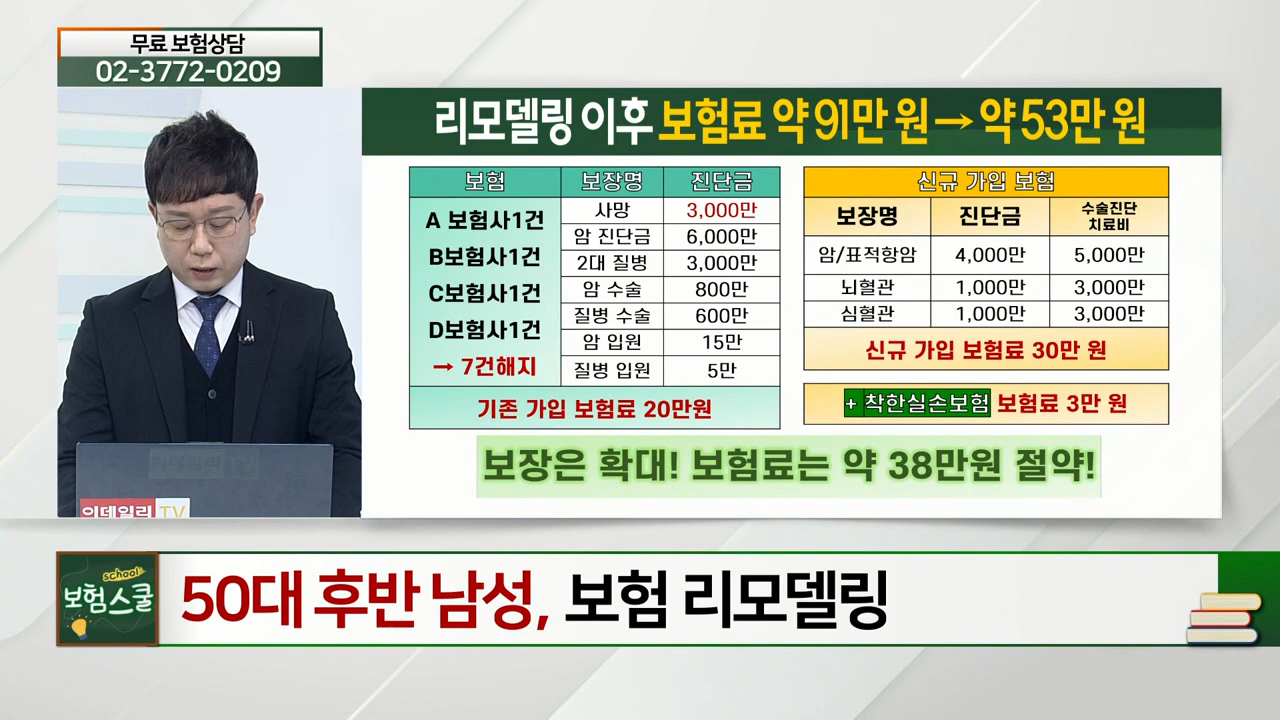 무료 보험상담
02-3772-0209
리모델링 이후 보험료 약 91만 원→약 53만 원
보험 보장명 진단금
A 보험사1건
B보험사1건
C보험사1건
D보험사1건
→ 7건해지
사망 3,000만
암 진단금 6,000만
2대 질병 3,000만
암 수술 800만
질병 수술 600만
암 입원 15만
질병 입원 5만
기존 가입 보험료 20만원
신규 가입 보험
보장명 진단금 수술진단
치료비
암/표적항암 4,000만 5,000만
뇌혈관 1,000만 3,000만
심혈관 1,000만 3,000만
신규 가입 보험료 30만 원
+ 착한실손보험 보험료 3만 원
보장은 확대! 보험료는 약 38만원 절약!
이데일리 TV
school
보험스쿨
50대 후반 남성, 보험 리모델링